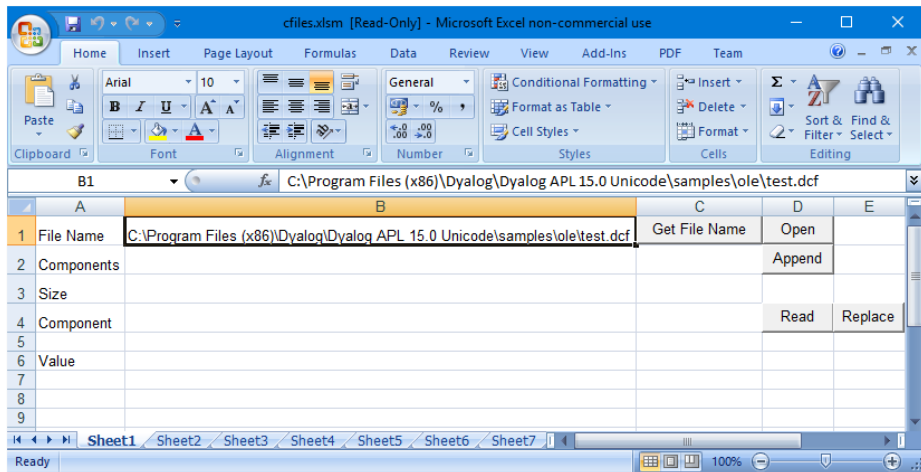 cfiles.xlsm [Read-Only] - Microsoft Excel non-commercial use
Home Insert Page Layout Formulas Data Review View Add-Ins PDF Team
Paste Arial 10 General Conditional Formatting Insert
B I U A A % , Format as Table Delete Sort & Find &
A .0 .00 .00 .0 Cell Styles Format Filter Select
Clipboard Font Alignment Number Styles Cells Editing
B1 fx C:\Program Files (x86)\Dyalog\Dyalog APL 15.0 Unicode\samples\ole\test.dcf
A B C D E
1 File Name C:\Program Files (x86)\Dyalog\Dyalog APL 15.0 Unicode\samples\ole\test.dcf Get File Name Open
2 Components Append
3 Size
4 Component Read Replace
5
6 Value
7
8
9
Sheet1 Sheet2 Sheet3 Sheet4 Sheet5 Sheet6 Sheet7
Ready 100%